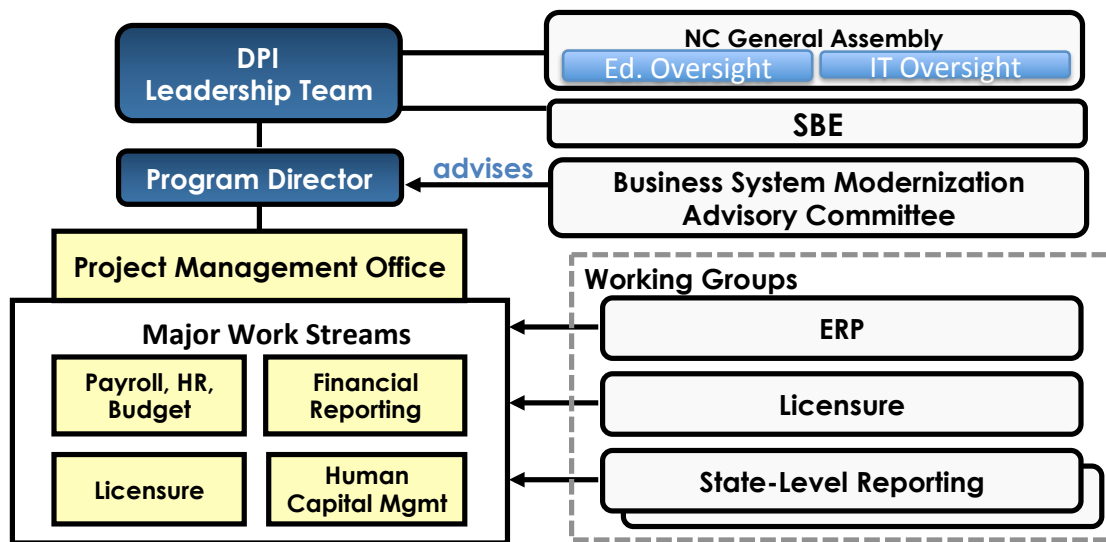 DPI
Leadership Team
NC General Assembly
Ed. Oversight
IT Oversight
SBE
Program Director
advises
Business System Modernization
Advisory Committee
Project Management Office
Working Groups
Major Work Streams
ERP
Payroll, HR,
Budget
Financial
Reporting
Licensure
Licensure
Human
Capital Mgmt
State-Level Reporting